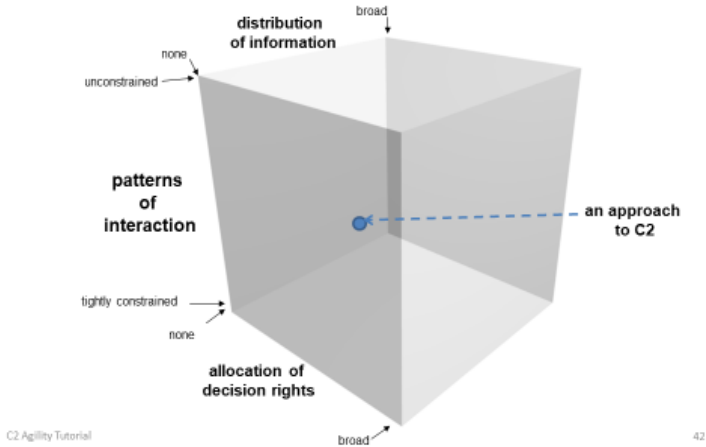 broad
distribution
of information
none
unconstrained
patterns
of
interaction
an approach
to C2
tightly constrained
none
allocation of
decision rights
broad
C2 Agility Tutorial
42